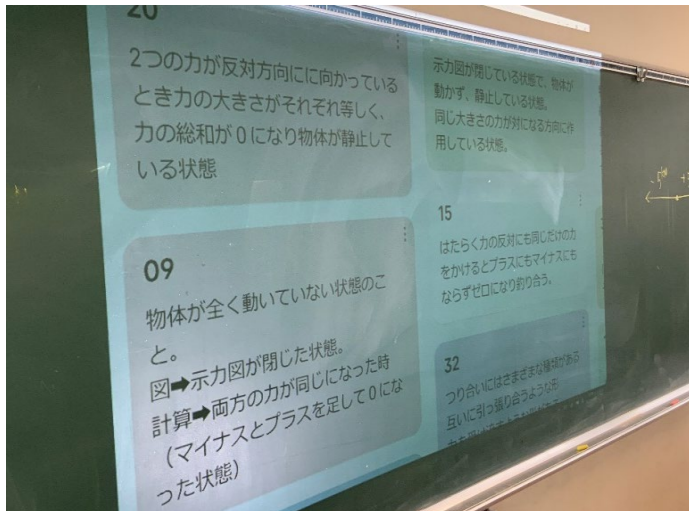 20
2つの力が反対方向にに向かっている
とき力の大きさがそれぞれ等しく、
力の総和が0になり物体が静止して
いる状態
09
物体が全く動いていない状態のこ
と。
図➡示力図が閉じた状態。
計算➡両方の力が同じになった時
(マイナスとプラスを足して0にな
った状態)
示力図が閉じている状態で、物体が
動かず、静止している状態。
同じ大きさの力が対になる方向に作
用している状態。
15
はたらく力の反対にも同じだけの力
をかけるとプラスにもマイナスにも
ならずゼロになり釣り合う。
32
つり合いにはさまざまな種類がある
互いに引っ張り合うような形